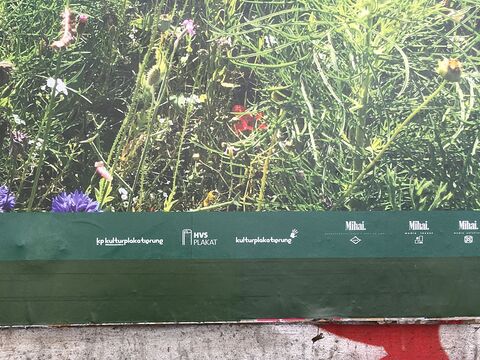 kp kulturplakatsprung
HVS
PLAKAT
kulturplakatsprung
Mihai.
Mihai.
Mihai.